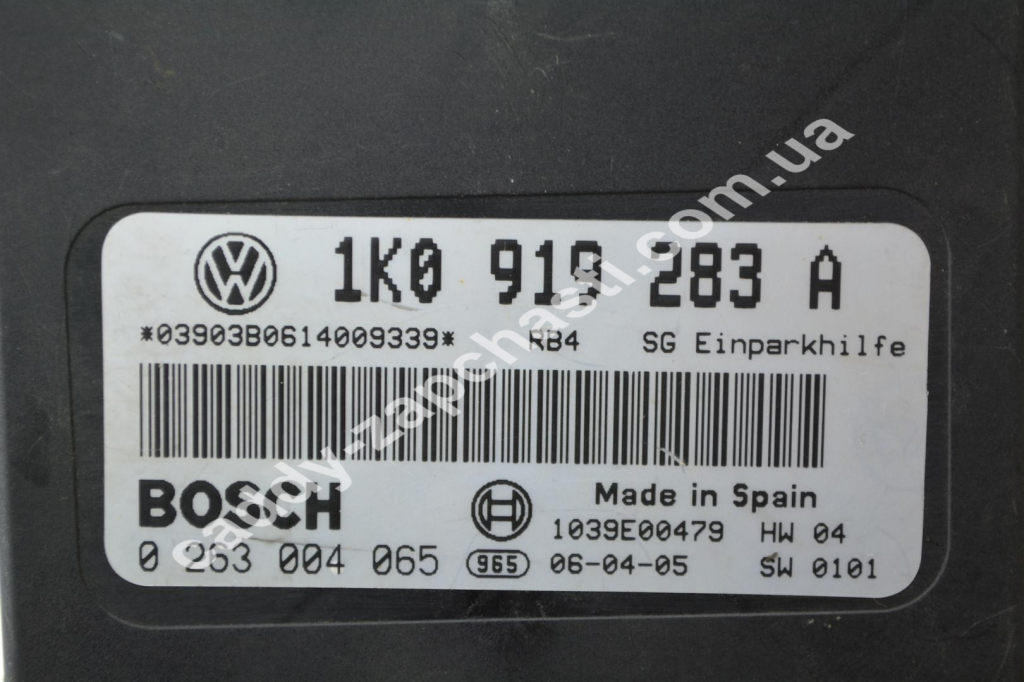 1K0 919 283 A
*03903B0614009339* RB4 SG Einparkhilfe
BOSCH
Made in Spain
1039E00479 HW 04
0 263 004 065 965 06-04-05 SW 0101
caddy-zapchasti.com.ua